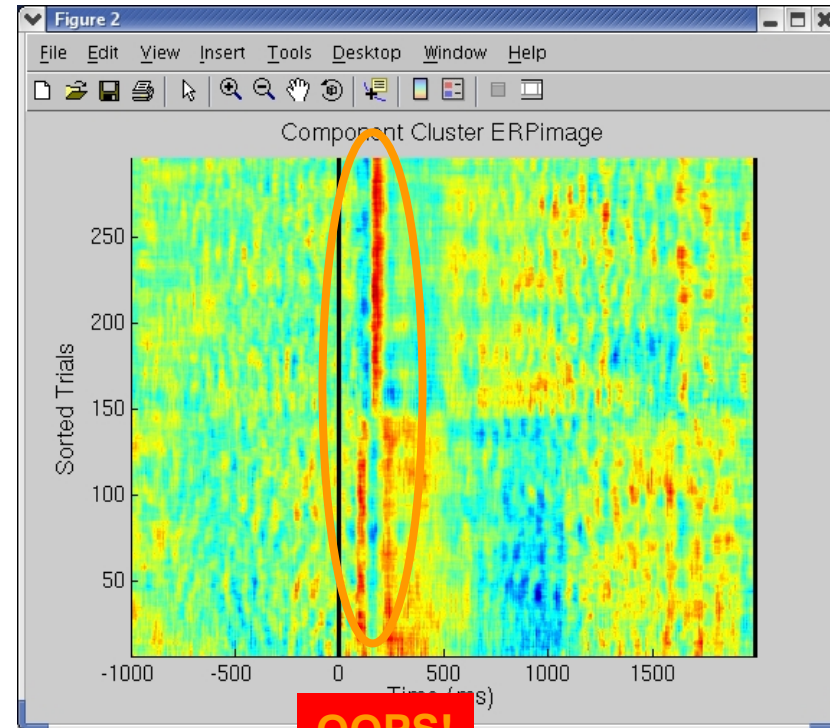 Figure 2
File Edit View Insert Tools Desktop Window Help
Component Cluster ERPimage
250
200
150
100
50
Sorted Trials
-1000 -500 0 500 1000 1500
Time (ms)
OOPS!